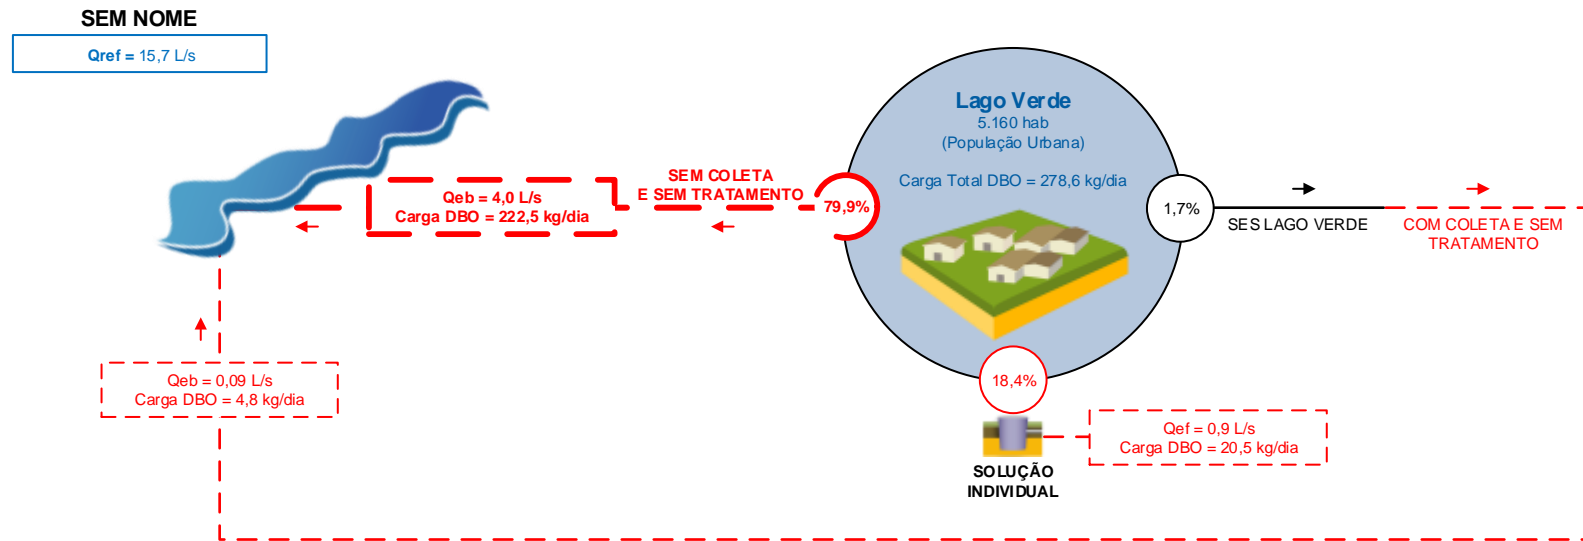 SEM NOME
Qref = 15,7 L/s
Lago Verde
5.160 hab
(População Urbana)
Carga Total DBO = 278,6 kg/dia
SEM COLETA
E SEM TRATAMENTO
Qeb = 4,0 L/s
Carga DBO = 222,5 kg/dia
79,9%
1,7%
SES LAGO VERDE
COM COLETA E SEM
TRATAMENTO
Qeb = 0,09 L/s
Carga DBO = 4,8 kg/dia
18,4%
Qef = 0,9 L/s
Carga DBO = 20,5 kg/dia
SOLUÇÃO
INDIVIDUAL